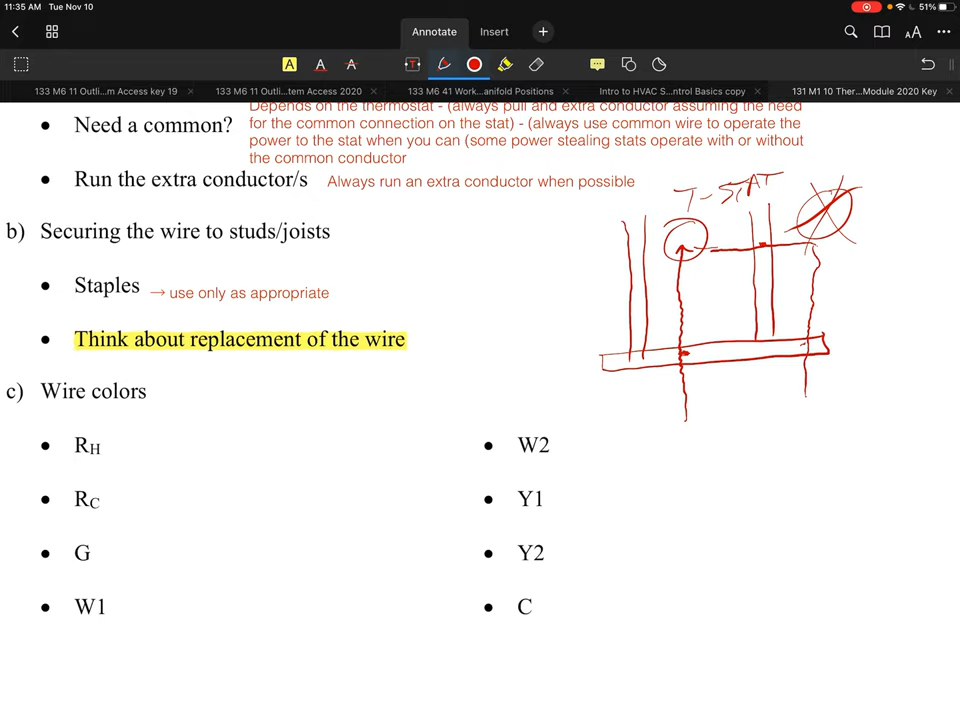 11:35 AM Tue Nov 10
51%
Annotate Insert
AA
A A A T
133 M6 11 Outli...m Access key 19
133 M6 11 Outli...tem Access 2020
133 M6 41 Work...anifold Positions
Intro to HVAC S...ntrol Basics copy
131 M1 10 Ther...Module 2020 Key
Depends on the thermostat - (always pull and extra conductor assuming the need
• Need a common? for the common connection on the stat) - (always use common wire to operate the
power to the stat when you can (some power stealing stats operate with or without
the common conductor
• Run the extra conductor/s Always run an extra conductor when possible
T-STAT
b) Securing the wire to studs/joists
• Staples → use only as appropriate
• Think about replacement of the wire
c) Wire colors
• RH
• W2
• RC
• Y1
• G
• Y2
• W1
• C